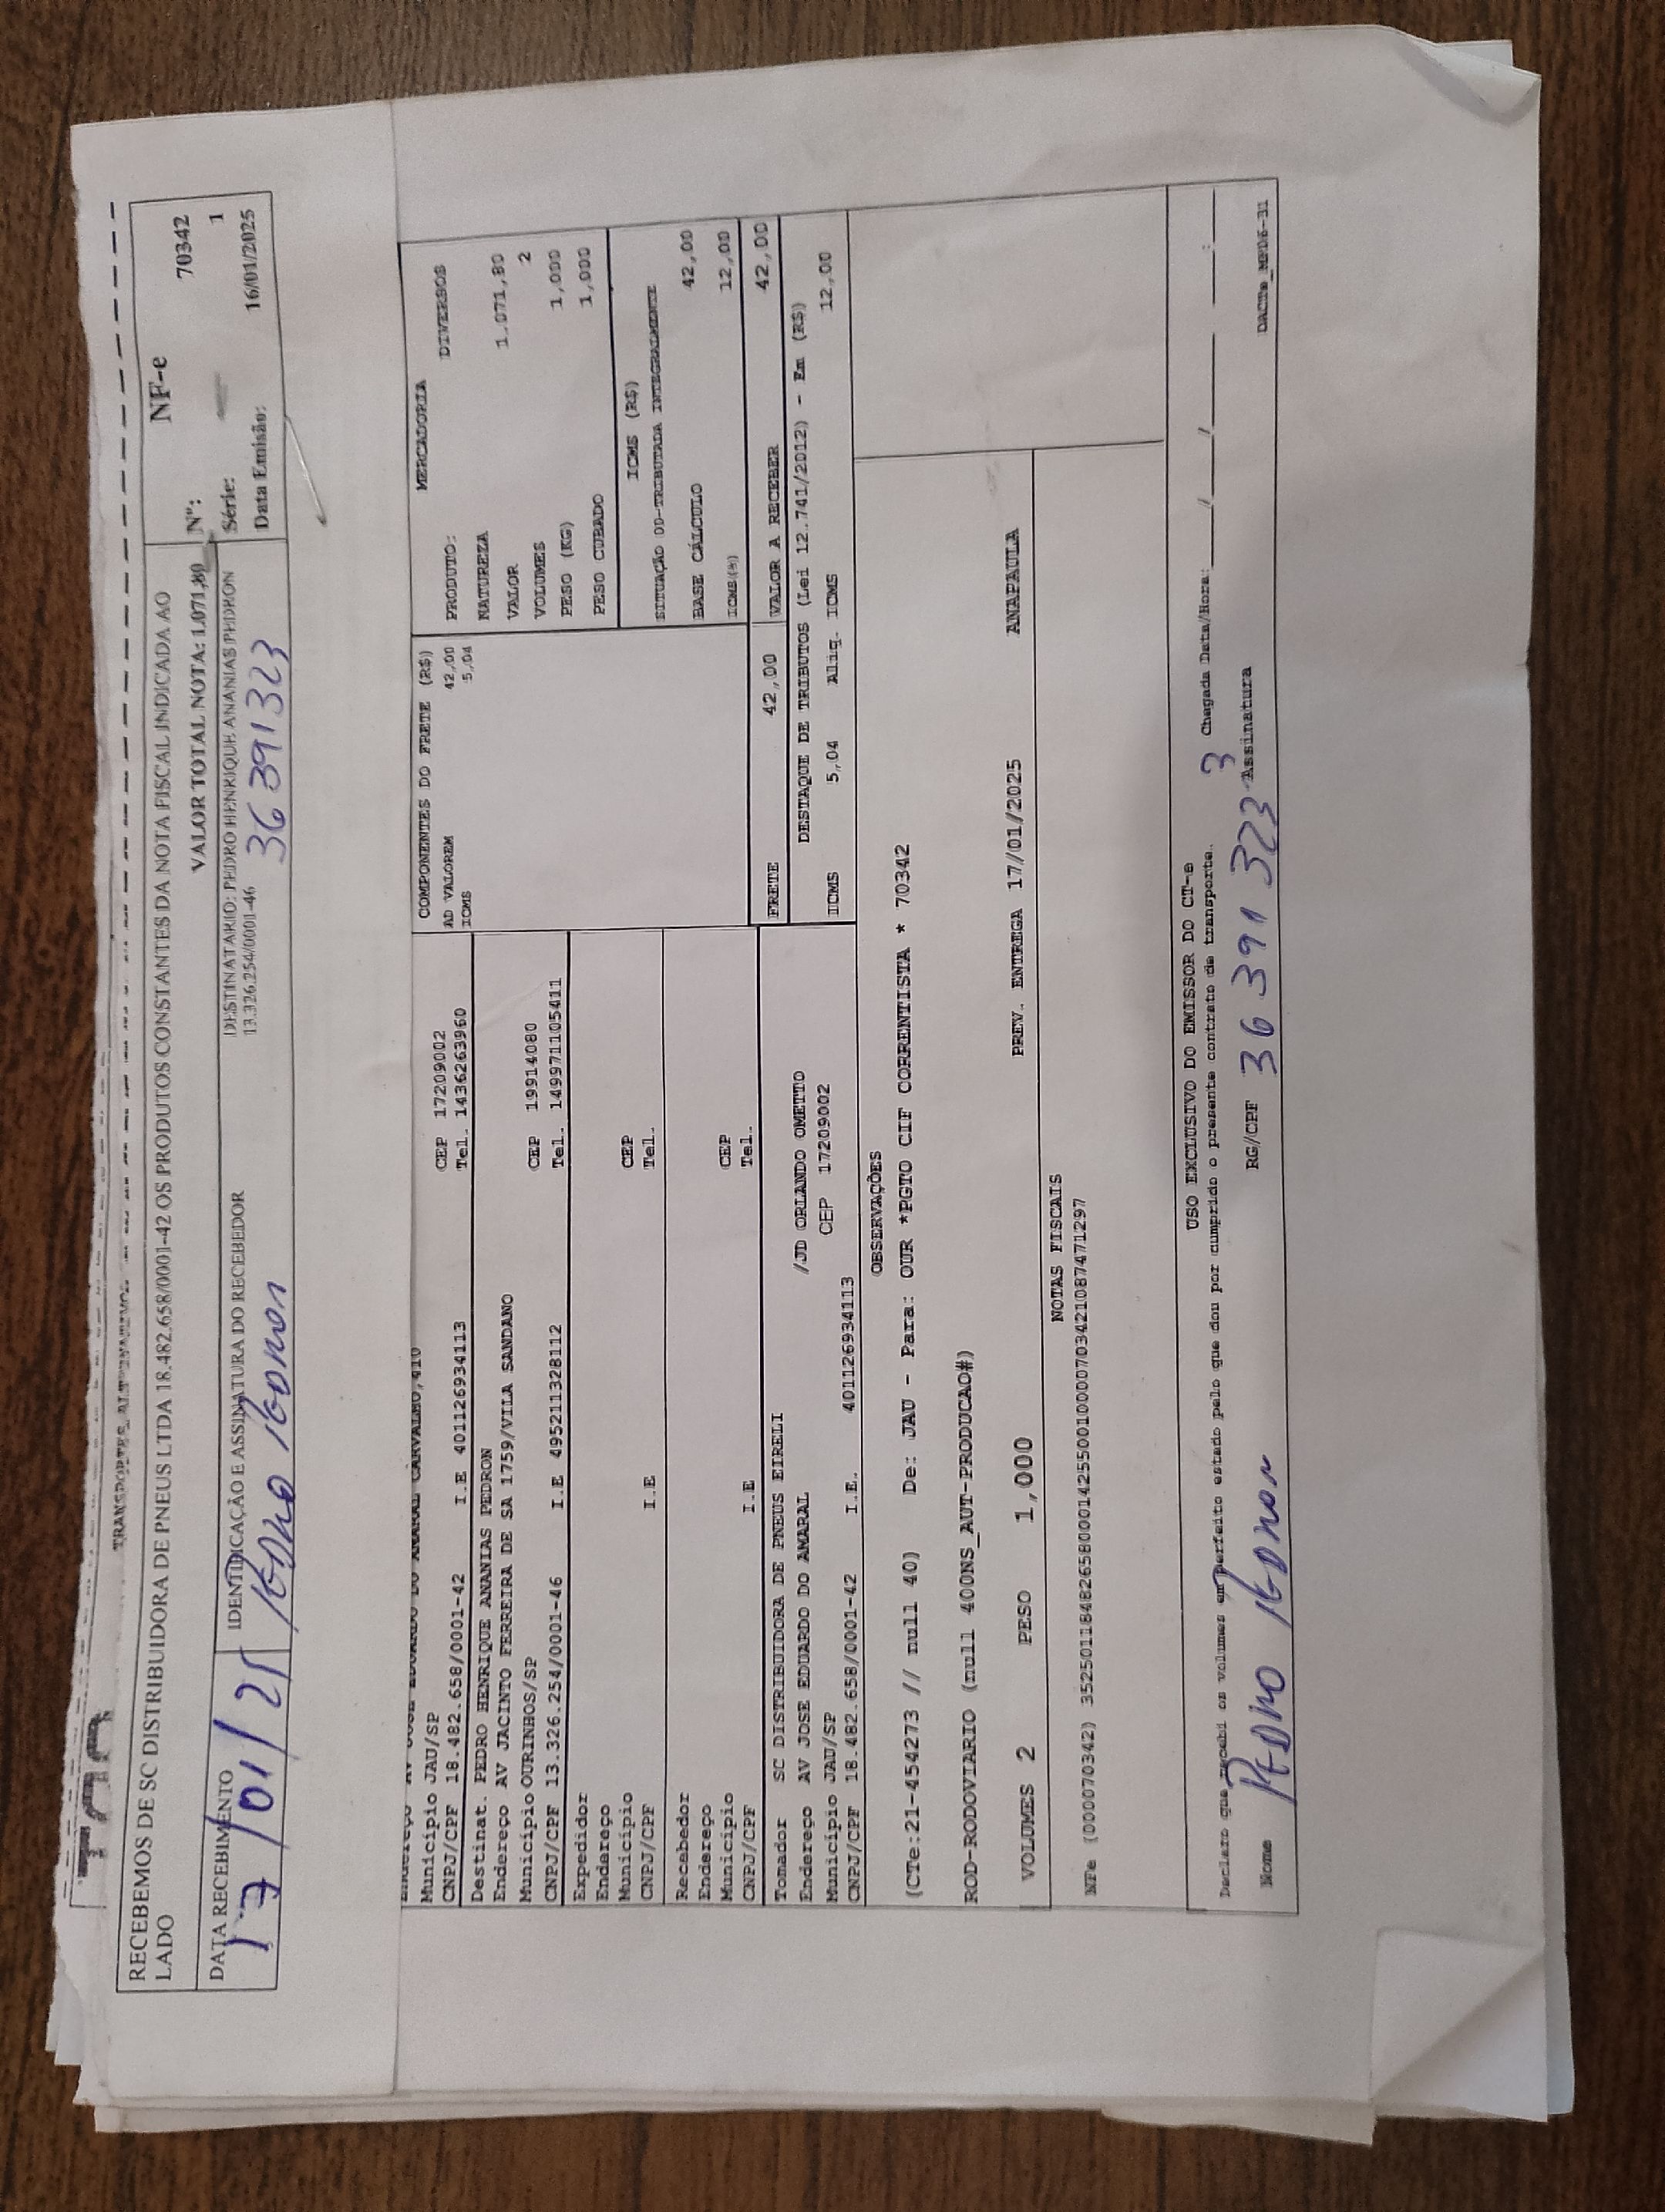 RECEBEMOS DE SC DISTRIBUIDORA DE PNEUS LTDA 18.482.658/0001-42 OS PRODUTOS CONSTANTES DA NOTA FISCAL INDICADA AO LADO
VALOR TOTAL NOTA: 1.071,80
NF-e
Nº: 70342
Série: 1
Data Emissão: 16/01/2025
DATA RECEBIMENTO
17/01/25
IDENTIFICAÇÃO E ASSINATURA DO RECEBEDOR
DESTINATARIO: PEDRO HENRIQUE ANANIAS PEDRON
13.326.254/0001-46
36391323
Município JAU/SP CEP 17209002
CNPJ/CPF 18.482.658/0001-42 I.E 401126934113 Tel. 1436263960
Destinat. PEDRO HENRIQUE ANANIAS PEDRON
Endereço AV JACINTO FERREIRA DE SA 1759/VILA SANDANO
Município OURINHOS/SP CEP 19914080
CNPJ/CPF 13.326.254/0001-46 I.E 495211328112 Tel. 149971105411
Expedidor
Endereço
Município CEP
CNPJ/CPF I.E Tel.
Recebedor
Endereço
Município CEP
CNPJ/CPF I.E Tel.
Tomador SC DISTRIBUIDORA DE PNEUS EIRELI
Endereço AV JOSE EDUARDO DO AMARAL /JD ORLANDO OMETTO
Município JAU/SP CEP 17209002
CNPJ/CPF 18.482.658/0001-42 I.E. 401126934113
COMPONENTES DO FRETE (R$)
AD VALOREM 42,00
ICMS 5,04
MERCADORIA
PRODUTO: DIVERSOS
NATUREZA
VALOR 1.071,80
VOLUMES 2
PESO (KG) 1,000
PESO CUBADO 1,000
ICMS (R$)
SITUAÇÃO 00-TRIBUTADA INTEGRALMENTE
BASE CÁLCULO 42,00
ICMS(%) 12,00
FRETE 42,00 VALOR A RECEBER 42,00
DESTAQUE DE TRIBUTOS (Lei 12.741/2012) - Em (R$)
ICMS 5,04 Aliq. ICMS 12,00
OBSERVAÇÕES
(CTe:21-454273 // null 40) De: JAU - Para: OUR *PGTO CIF CORRENTISTA * 70342
ROD-RODOVIARIO (null 400NS_AUT-PRODUCAO#)
VOLUMES 2 PESO 1,000 PREV. ENTREGA 17/01/2025 ANAPAULA
NOTAS FISCAIS
NFe (000070342) 35250118482658000142550010000703421087471297
USO EXCLUSIVO DO EMISSOR DO CT-e
Declaro que recebi os volumes em perfeito estado pelo que dou por cumprido o presente contrato de transporte. Chegada Data/Hora: ___/___/___ ___:___
Nome RG/CPF 36 391 323 3 Assinatura
DACTe_MFD6-31